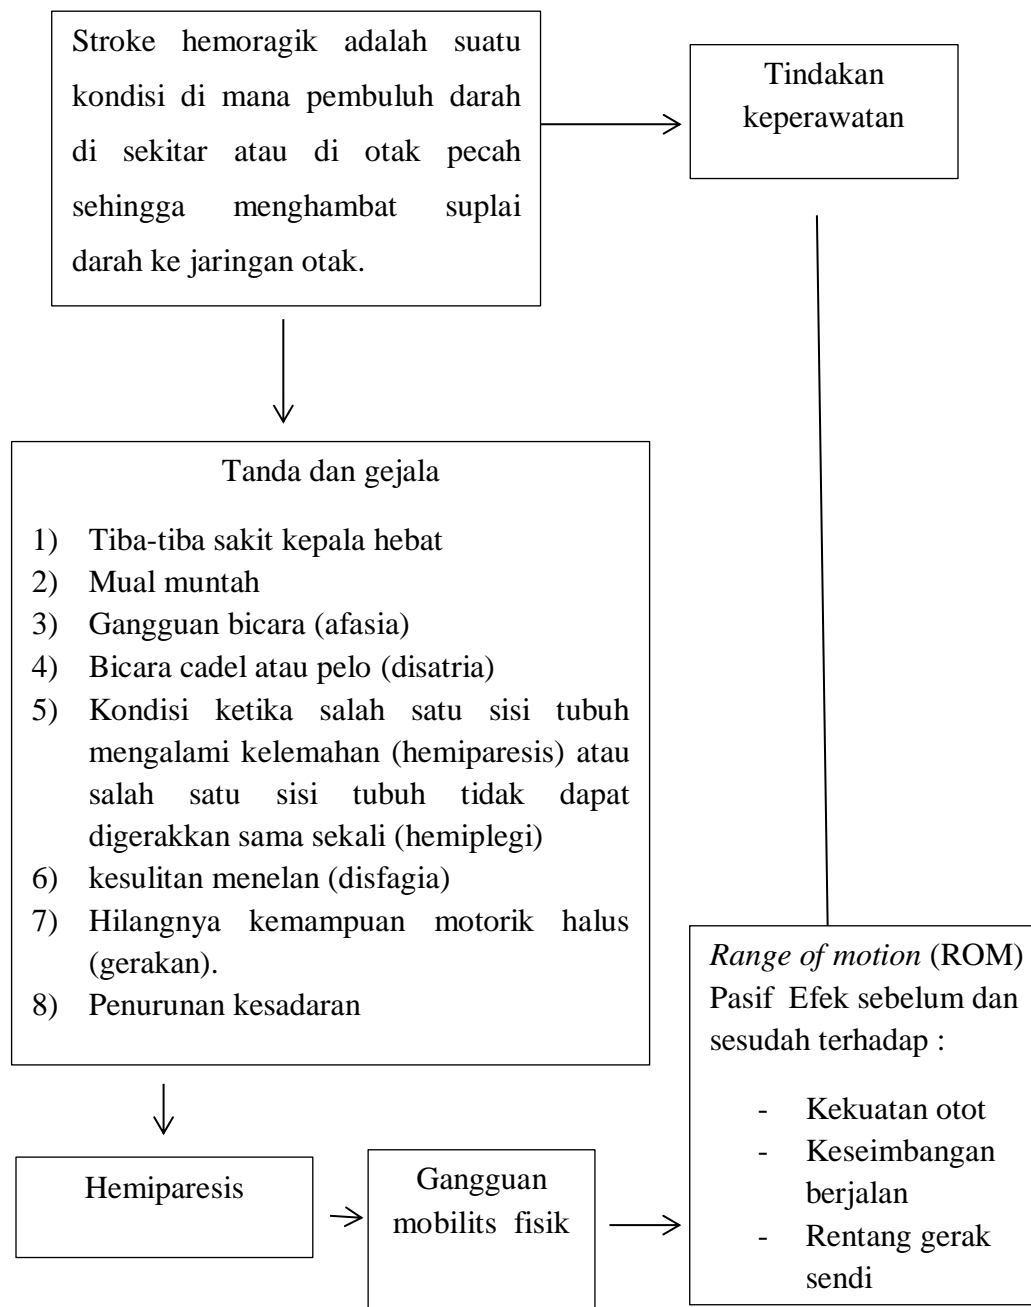 Stroke hemoragik adalah suatu
kondisi di mana pembuluh darah
di sekitar atau di otak pecah
sehingga menghambat suplai
darah ke jaringan otak.
Tindakan
keperawatan
Tanda dan gejala
1) Tiba-tiba sakit kepala hebat
2) Mual muntah
3) Gangguan bicara (afasia)
4) Bicara cadel atau pelo (disatria)
5) Kondisi ketika salah satu sisi tubuh
mengalami kelemahan (hemiparesis) atau
salah satu sisi tubuh tidak dapat
digerakkan sama sekali (hemiplegi)
6) kesulitan menelan (disfagia)
7) Hilangnya kemampuan motorik halus
(gerakan).
8) Penurunan kesadaran
Hemiparesis
Gangguan
mobilits fisik
Range of motion (ROM)
Pasif Efek sebelum dan
sesudah terhadap :
- Kekuatan otot
- Keseimbangan
berjalan
- Rentang gerak
sendi